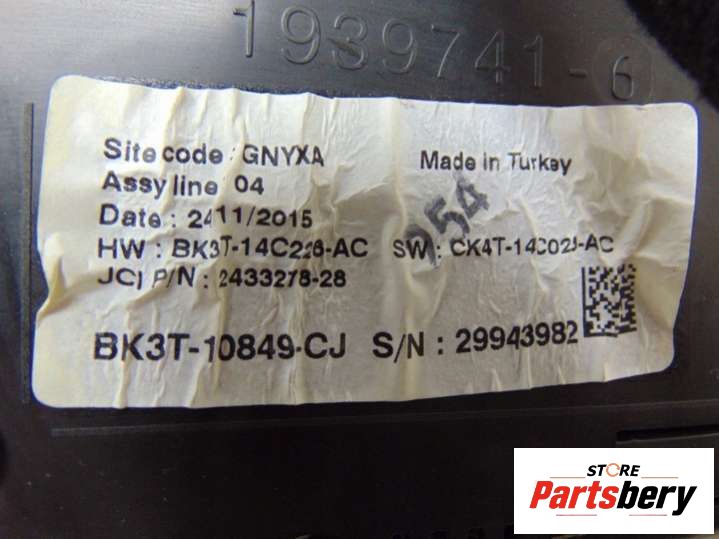 1939741-6
Site code : GNYXA Made in Turkey
Assy line 04
Date : 24/11/2015
254
HW : BK3T-14C226-AC SW : CK4T-14C023-AC
JCI P/N : 2433278-28
BK3T-10849-CJ S/N : 29943982
STORE
Partsbery